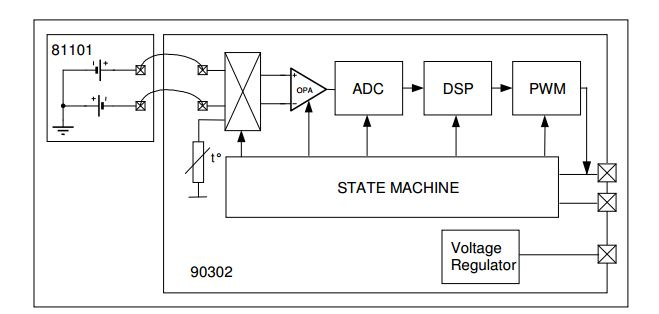 81101
- +
+ -
+
OPA
-
ADC
DSP
PWM
t°
STATE MACHINE
Voltage
Regulator
90302